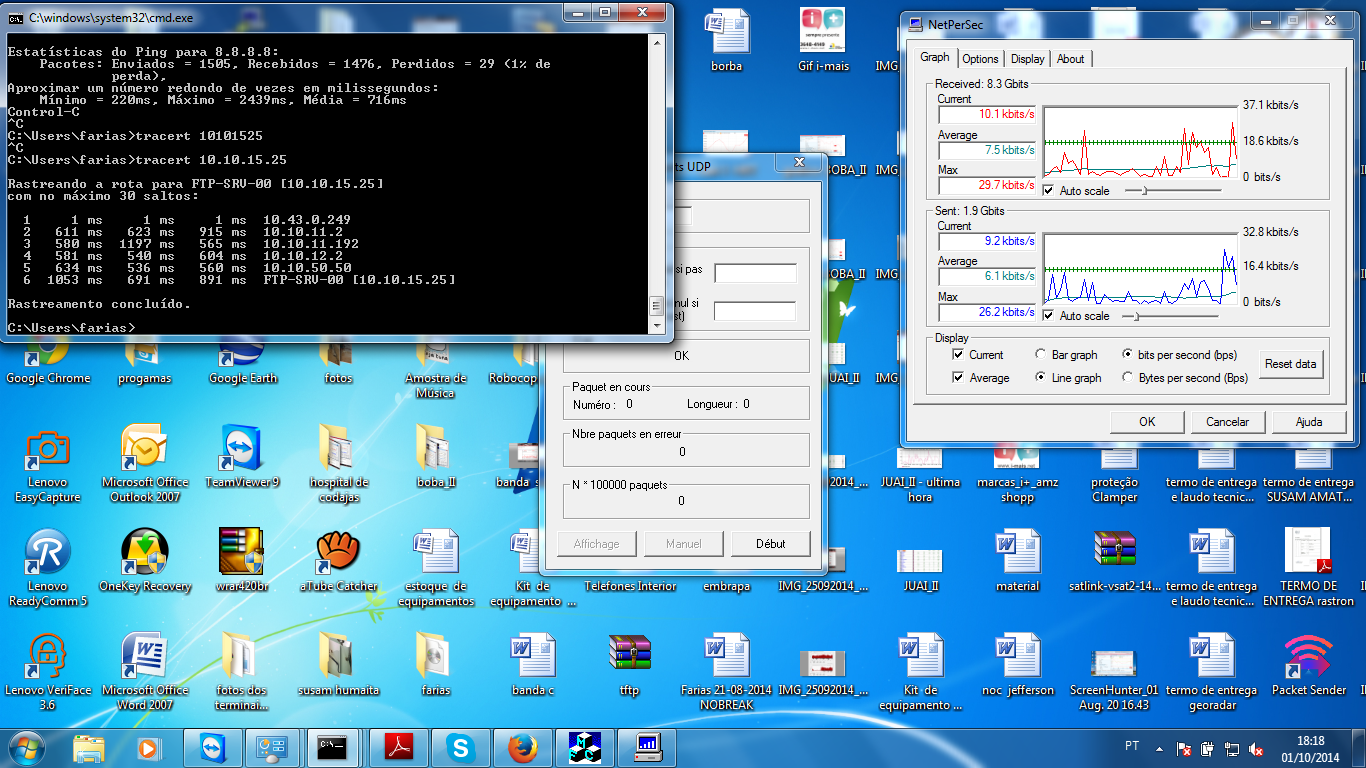 C:\windows\system32\cmd.exe
Estatísticas do Ping para 8.8.8.8:
Pacotes: Enviados = 1505, Recebidos = 1476, Perdidos = 29 (1% de
perda),
Aproximar um número redondo de vezes em milissegundos:
Mínimo = 220ms, Máximo = 2439ms, Média = 716ms
Control-C
^C
C:\Users\farias>tracert 10101525
^C
C:\Users\farias>tracert 10.10.15.25
Rastreando a rota para FTP-SRV-00 [10.10.15.25]
com no máximo 30 saltos:
1 1 ms 1 ms 1 ms 10.43.0.249
2 611 ms 623 ms 915 ms 10.10.11.2
3 580 ms 1197 ms 565 ms 10.10.11.192
4 581 ms 540 ms 604 ms 10.10.12.2
5 634 ms 536 ms 560 ms 10.10.50.50
6 1053 ms 691 ms 891 ms FTP-SRV-00 [10.10.15.25]
Rastreamento concluído.
C:\Users\farias>
borba
Gif i-mais
UDP
si pas
nul si
OK
Paquet en cours
Numéro : 0 Longueur : 0
Nbre paquets en erreur
0
N * 100000 paquets
0
Affichage
Manuel
Début
NetPerSec
Graph
Options
Display
About
Received: 8.3 Gbits
Current
10.1 kbits/s
Average
7.5 kbits/s
Max
29.7 kbits/s
37.1 kbits/s
18.6 kbits/s
0 bits/s
Auto scale
Sent: 1.9 Gbits
Current
9.2 kbits/s
Average
6.1 kbits/s
Max
26.2 kbits/s
32.8 kbits/s
16.4 kbits/s
0 bits/s
Auto scale
Display
Current
Bar graph
bits per second (bps)
Average
Line graph
Bytes per second (Bps)
Reset data
OK
Cancelar
Ajuda
Google Chrome
progamas
Google Earth
fotos
Amostra de
Musica
Robocop
Lenovo
EasyCapture
Microsoft Office
Outlook 2007
TeamViewer 9
hospital de
codajas
boba_II
JUAI_II - ultima
hora
marcas_i+_amz
shopp
proteção
Clamper
termo de entrega
e laudo tecnic...
termo de entrega
SUSAM AMAT...
Lenovo
ReadyComm 5
OneKey Recovery
wrar420br
aTube Catcher
estoque de
equipamentos
Kit de
equipamento ...
Telefones Interior
embrapa
IMG_25092014_...
JUAI_II
material
satlink-vsat2-14...
termo de entrega
e laudo tecnic...
TERMO DE
ENTREGA rastron
Lenovo VeriFace
3.6
Microsoft Office
Word 2007
fotos dos
terminai...
susam humaita
farias
banda c
tftp
Farias 21-08-2014
NOBREAK
IMG_25092014_...
Kit de
equipamento ...
noc jefferson
ScreenHunter_01
Aug. 20 16.43
termo de entrega
georadar
Packet Sender
PT
18:18
01/10/2014